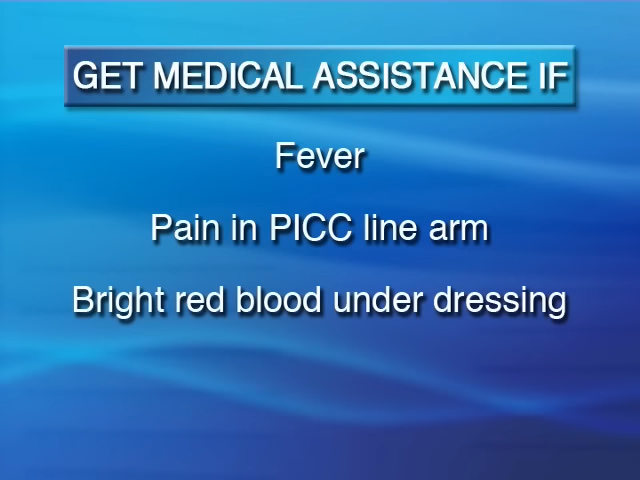 GET MEDICAL ASSISTANCE IF
Fever
Pain in PICC line arm
Bright red blood under dressing